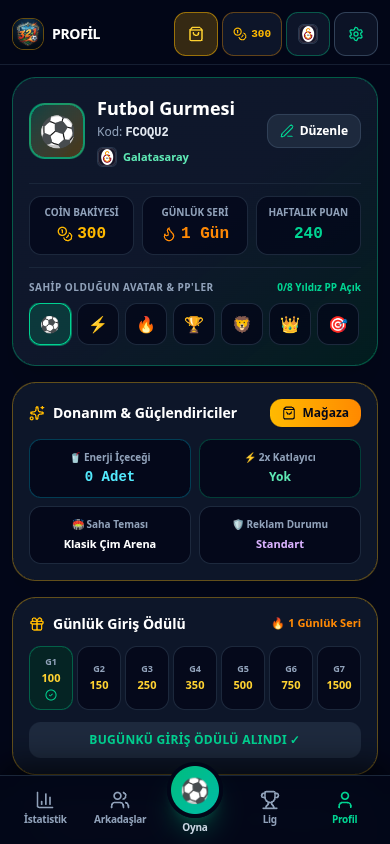 PROFİL
300
Futbol Gurmesi
Kod: FCOQU2
Galatasaray
Düzenle
COİN BAKİYESİ
300
GÜNLÜK SERİ
1 Gün
HAFTALIK PUAN
240
SAHİP OLDUĞUN AVATAR & PP'LER
0/8 Yıldız PP Açık
Donanım & Güçlendiriciler
Mağaza
Enerji İçeceği
0 Adet
2x Katlayıcı
Yok
Saha Teması
Klasik Çim Arena
Reklam Durumu
Standart
Günlük Giriş Ödülü
1 Günlük Seri
G1
100
G2
150
G3
250
G4
350
G5
500
G6
750
G7
1500
BUGÜNKÜ GİRİŞ ÖDÜLÜ ALINDI ✓
İstatistik
Arkadaşlar
Oyna
Lig
Profil